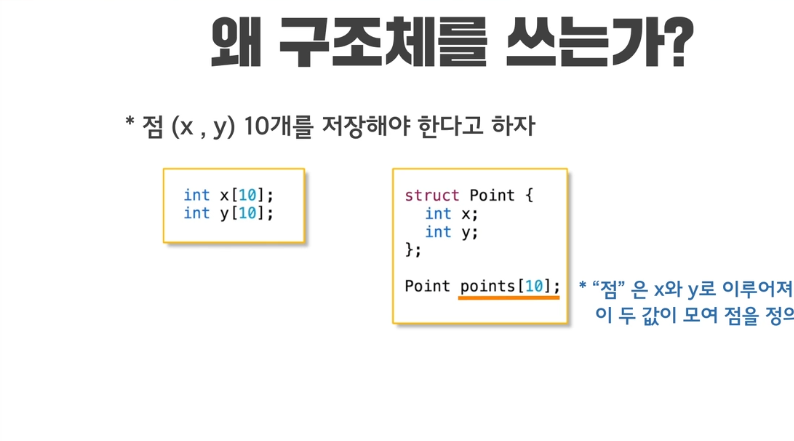 왜 구조체를 쓰는가?
* 점 (x , y) 10개를 저장해야 한다고 하자
int x[10];
int y[10];
struct Point {
int x;
int y;
};
Point points[10];
* “점” 은 x와 y로 이루어져
이 두 값이 모여 점을 정의